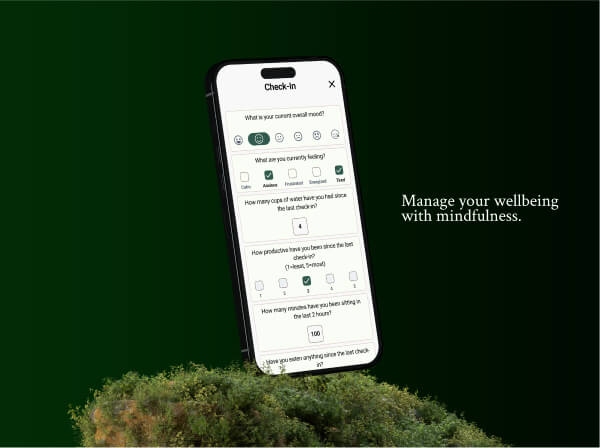 Check-in
What is your current overall mood?
What are you currently feeling?
Calm Anxious Frustrated Energized Tired
How many cups of water have you had since
the last check-in?
4
How productive have you been since the last
check-in?
(1=least, 5=most)
1 2 3 4 5
How many minutes have you been sitting in
the last 2 hours?
100
Have you eaten anything since the last check-
in?
Manage your wellbeing
with mindfulness.